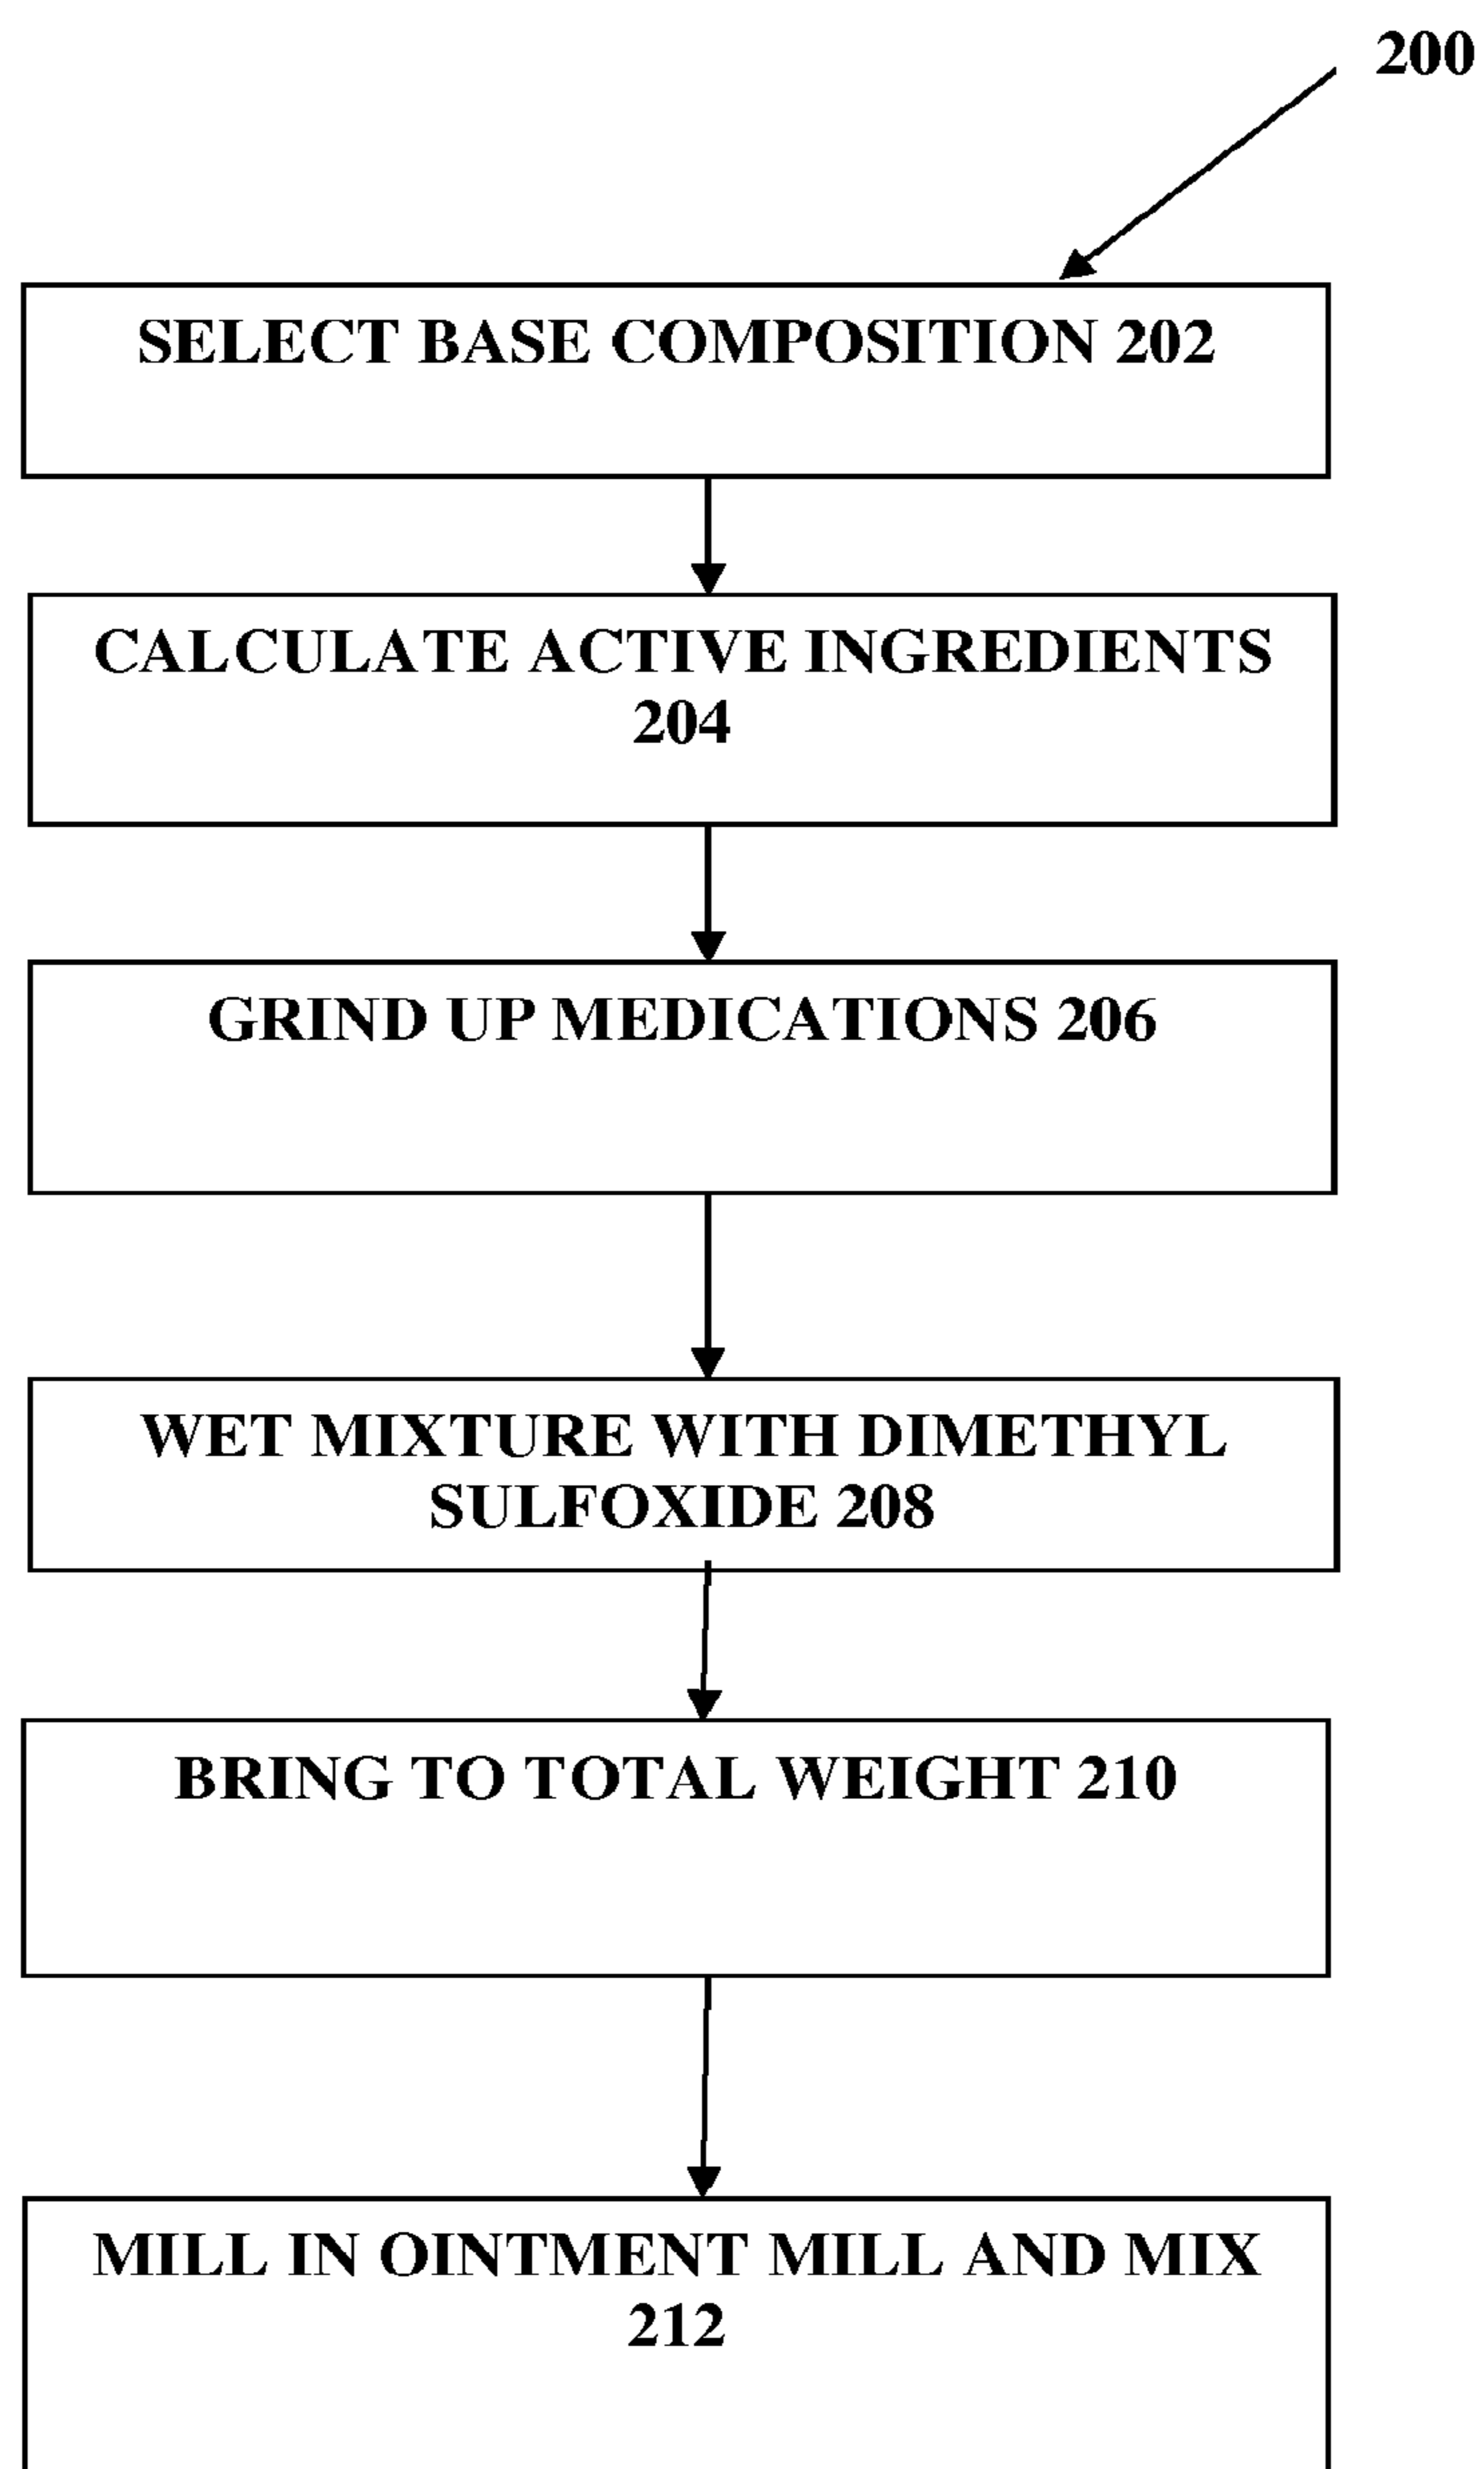 200
SELECT BASE COMPOSITION 202
CALCULATE ACTIVE INGREDIENTS
204
GRIND UP MEDICATIONS 206
WET MIXTURE WITH DIMETHYL
SULFOXIDE 208
BRING TO TOTAL WEIGHT 210
MILL IN OINTMENT MILL AND MIX
212